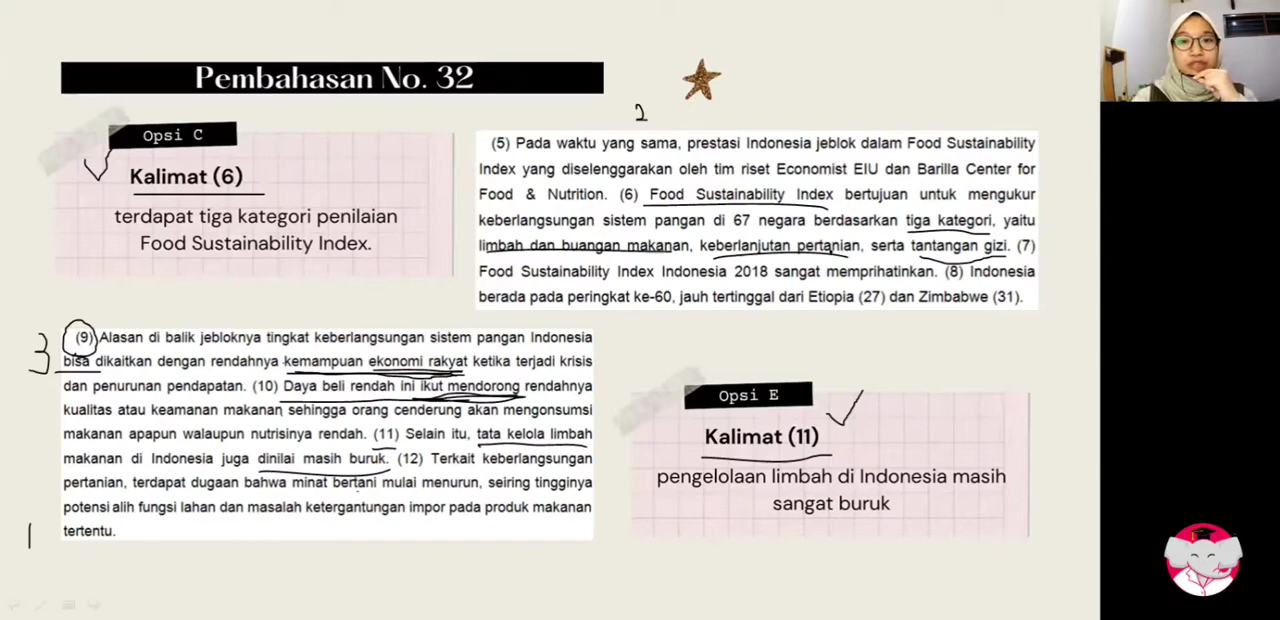 Pembahasan No. 32
2
Opsi C
Kalimat (6)
terdapat tiga kategori penilaian
Food Sustainability Index.
(5) Pada waktu yang sama, prestasi Indonesia jeblok dalam Food Sustainability
Index yang diselenggarakan oleh tim riset Economist EIU dan Barilla Center for
Food & Nutrition. (6) Food Sustainability Index bertujuan untuk mengukur
keberlangsungan sistem pangan di 67 negara berdasarkan tiga kategori, yaitu
limbah dan buangan makanan, keberlanjutan pertanian, serta tantangan gizi. (7)
Food Sustainability Index Indonesia 2018 sangat memprihatinkan. (8) Indonesia
berada pada peringkat ke-60, jauh tertinggal dari Etiopia (27) dan Zimbabwe (31).
3
(9) Alasan di balik jebloknya tingkat keberlangsungan sistem pangan Indonesia
bisa dikaitkan dengan rendahnya kemampuan ekonomi rakyat ketika terjadi krisis
dan penurunan pendapatan. (10) Daya beli rendah ini ikut mendorong rendahnya
kualitas atau keamanan makanan sehingga orang cenderung akan mengonsumsi
makanan apapun walaupun nutrisinya rendah. (11) Selain itu, tata kelola limbah
makanan di Indonesia juga dinilai masih buruk. (12) Terkait keberlangsungan
pertanian, terdapat dugaan bahwa minat bertani mulai menurun, seiring tingginya
potensi alih fungsi lahan dan masalah ketergantungan impor pada produk makanan
tertentu.
Opsi E
Kalimat (11)
pengelolaan limbah di Indonesia masih
sangat buruk